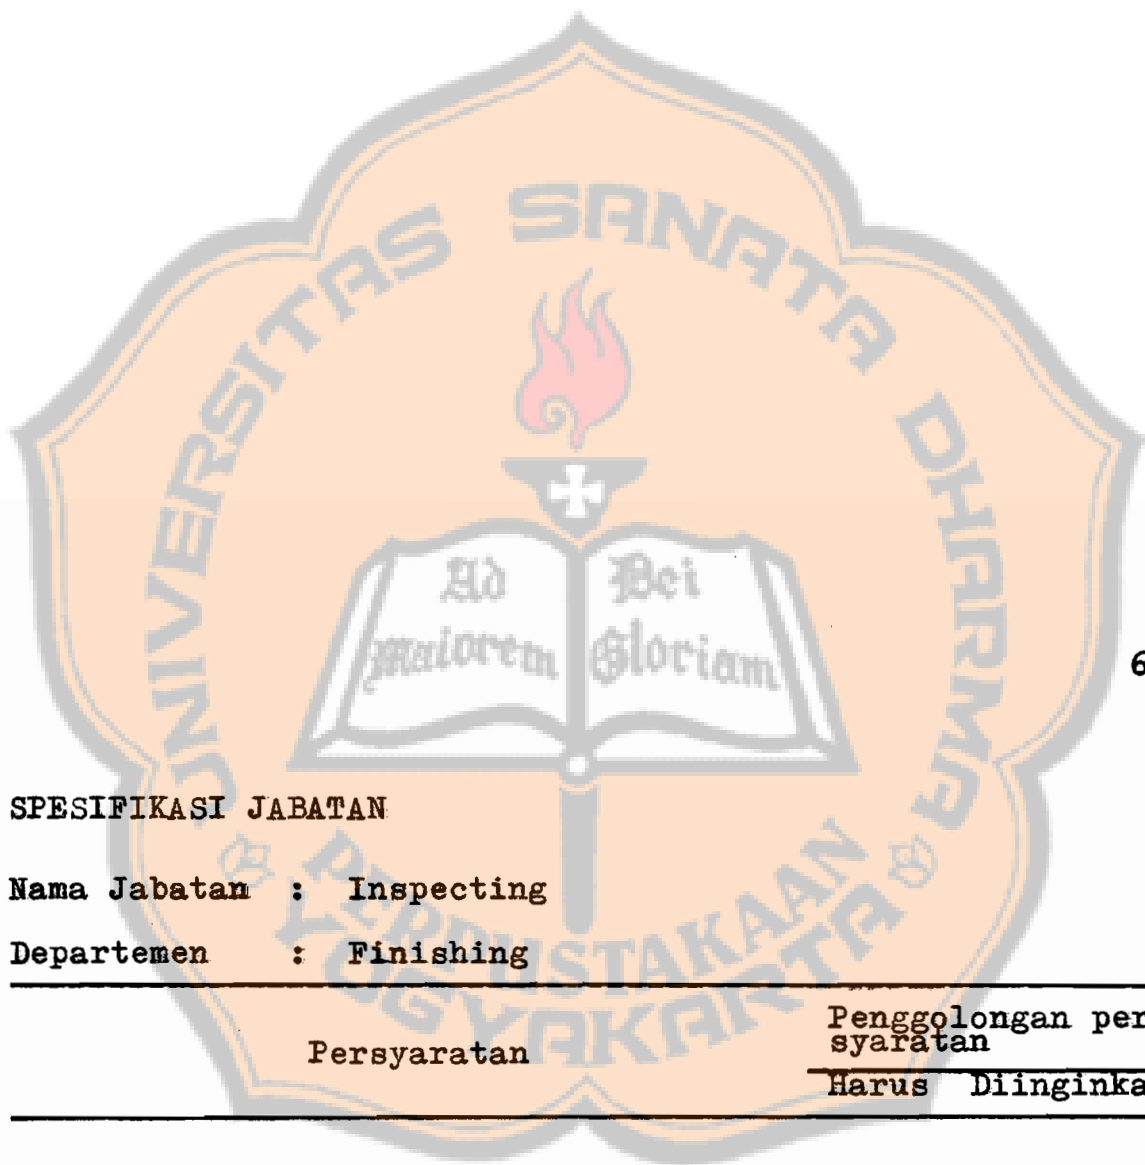 UNIVERSITAS SANATA DHARMA
Ad
Dei
Maiorem
Gloriam
6
SPESIFIKASI JABATAN
Nama Jabatan : Inspecting
Departemen : Finishing
PERPUSTAKAAN
YOGYAKARTA
Persyaratan
Penggolongan per
syaratan
Harus Diinginka